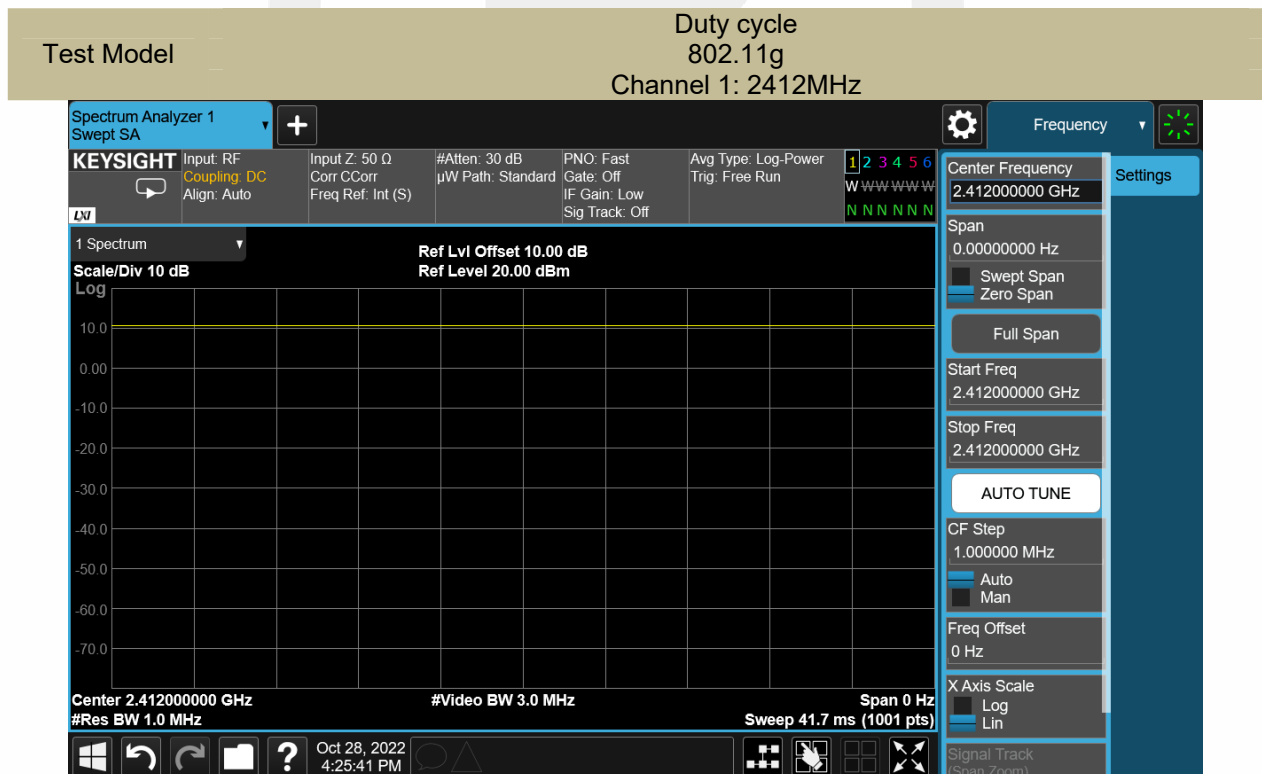 Test Model
Duty cycle
802.11g
Channel 1: 2412MHz
Spectrum Analyzer 1
Swept SA
Frequency
KEYSIGHT
LXI
Input: RF
Coupling: DC
Align: Auto
Input Z: 50 Ω
Corr CCorr
Freq Ref: Int (S)
#Atten: 30 dB
µW Path: Standard
PNO: Fast
Gate: Off
IF Gain: Low
Sig Track: Off
Avg Type: Log-Power
Trig: Free Run
1 2 3 4 5 6
W W W W W W
N N N N N N
Settings
1 Spectrum
Scale/Div 10 dB
Log
Ref Lvl Offset 10.00 dB
Ref Level 20.00 dBm
10.0
0.00
-10.0
-20.0
-30.0
-40.0
-50.0
-60.0
-70.0
Center 2.412000000 GHz
#Res BW 1.0 MHz
#Video BW 3.0 MHz
Span 0 Hz
Sweep 41.7 ms (1001 pts)
Center Frequency
2.412000000 GHz
Span
0.00000000 Hz
Swept Span
Zero Span
Full Span
Start Freq
2.412000000 GHz
Stop Freq
2.412000000 GHz
AUTO TUNE
CF Step
1.000000 MHz
Auto
Man
Freq Offset
0 Hz
X Axis Scale
Log
Lin
Signal Track
(Span Zoom)
?
Oct 28, 2022
4:25:41 PM